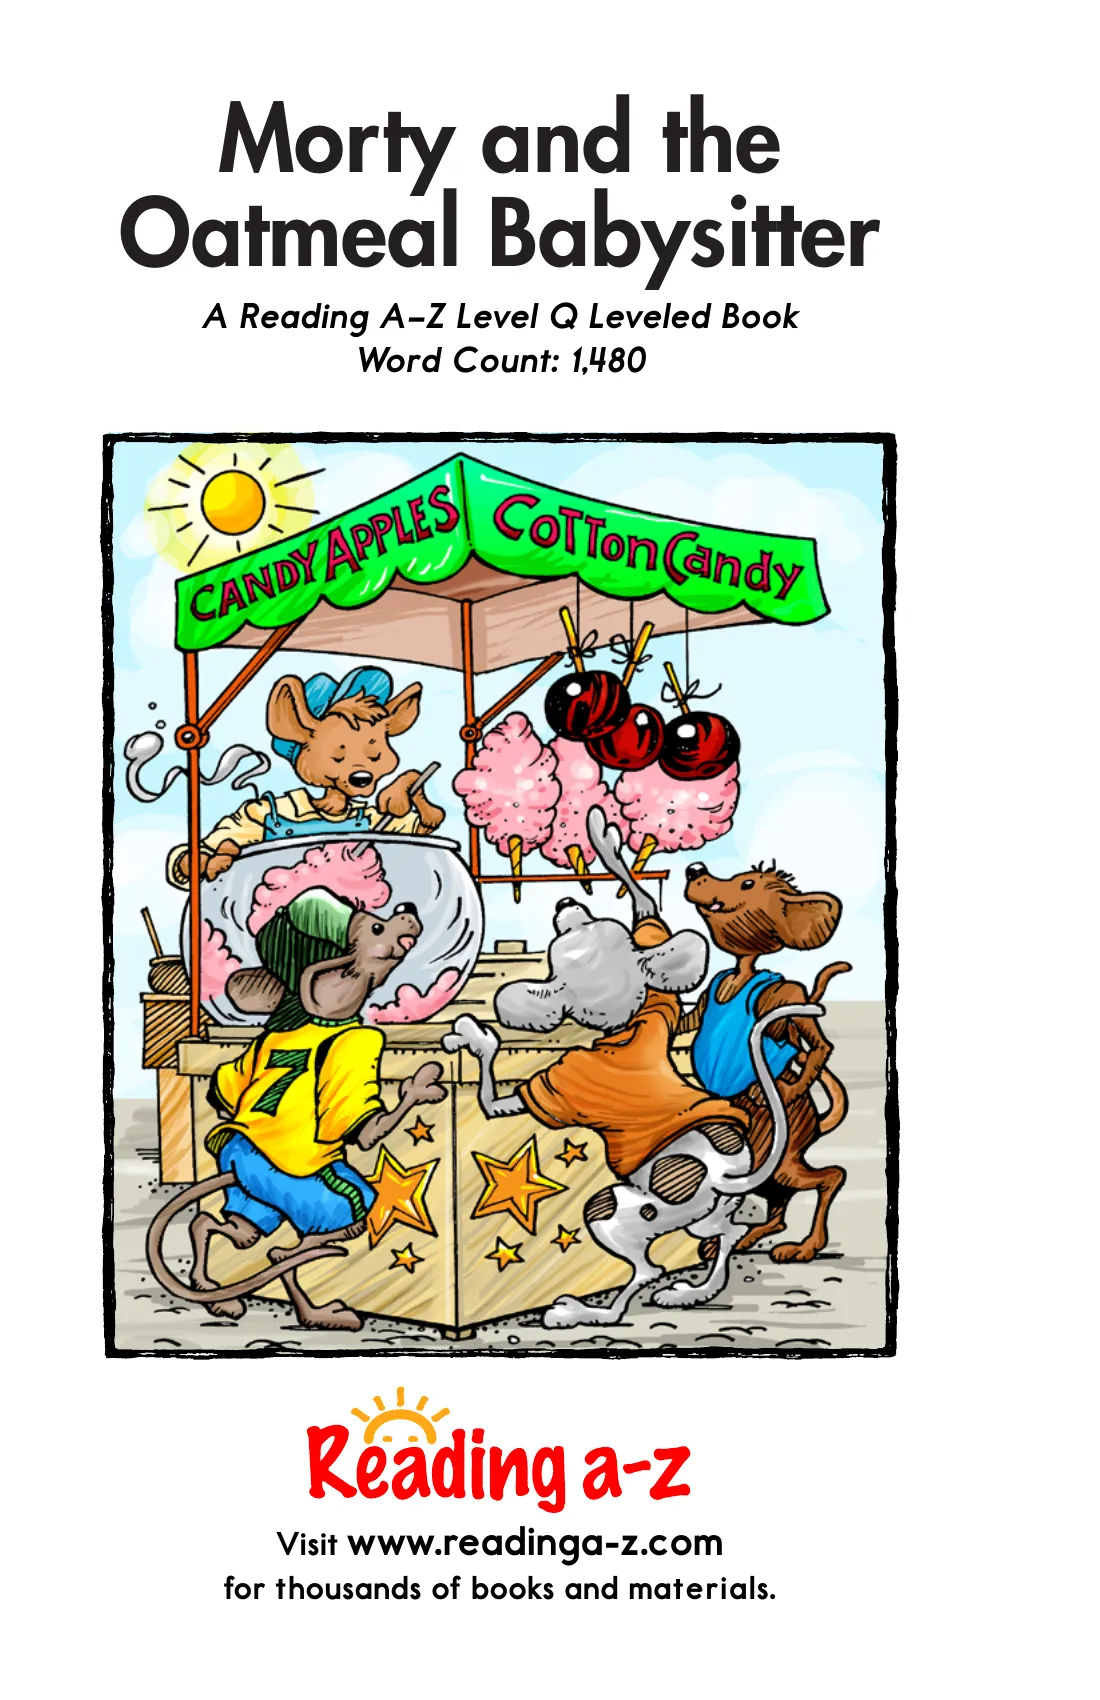 Morty and the
Oatmeal Babysitter
A Reading A–Z Level Q Leveled Book
Word Count: 1,480
CANDY APPLES
CoTTon Candy
7
Reading a-z
Visit www.readinga-z.com
for thousands of books and materials.